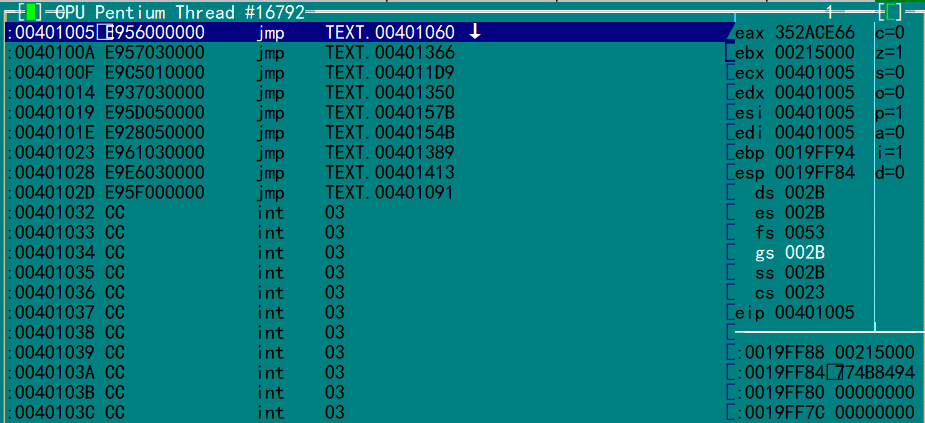 [ ] CPU Pentium Thread #16792 1 [ ]
:00401005 E956000000 jmp TEXT.00401060 ↓ eax 352ACE66 c=0
:0040100A E957030000 jmp TEXT.00401366 ebx 00215000 z=1
:0040100F E9C5010000 jmp TEXT.004011D9 ecx 00401005 s=0
:00401014 E937030000 jmp TEXT.00401350 edx 00401005 o=0
:00401019 E95D050000 jmp TEXT.0040157B esi 00401005 p=1
:0040101E E928050000 jmp TEXT.0040154B edi 00401005 a=0
:00401023 E961030000 jmp TEXT.00401389 ebp 0019FF94 i=1
:00401028 E9E6030000 jmp TEXT.00401413 esp 0019FF84 d=0
:0040102D E95F000000 jmp TEXT.00401091 ds 002B
:00401032 CC int 03 es 002B
:00401033 CC int 03 fs 0053
:00401034 CC int 03 gs 002B
:00401035 CC int 03 ss 002B
:00401036 CC int 03 cs 0023
:00401037 CC int 03 eip 00401005
:00401038 CC int 03
:00401039 CC int 03 :0019FF88 00215000
:0040103A CC int 03 :0019FF84 774B8494
:0040103B CC int 03 :0019FF80 00000000
:0040103C CC int 03 :0019FF7C 00000000